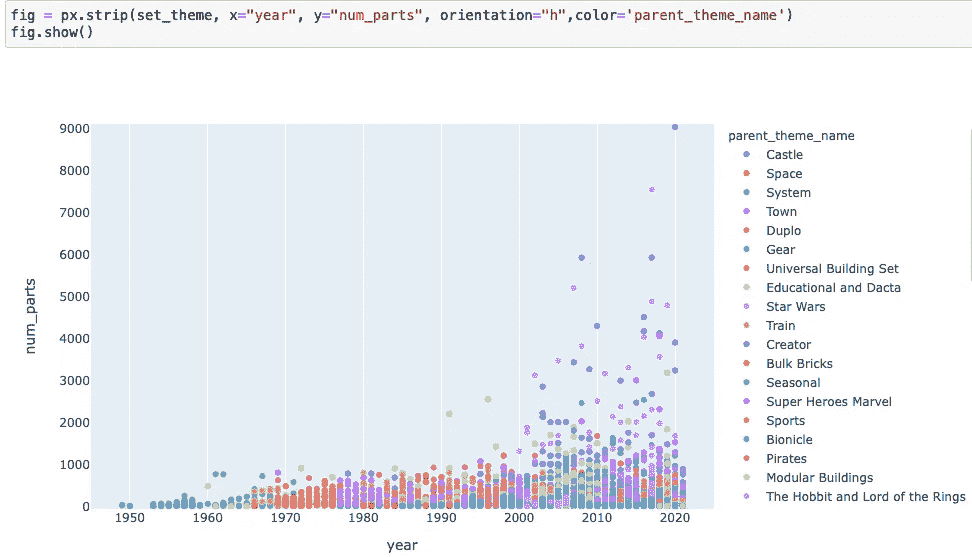 fig = px.strip(set_theme, x="year", y="num_parts", orientation="h",color='parent_theme_name')
fig.show()
9000
8000
7000
6000
5000
4000
3000
2000
1000
0
num_parts
1950 1960 1970 1980 1990 2000 2010 2020
year
parent_theme_name
Castle
Space
System
Town
Duplo
Gear
Universal Building Set
Educational and Dacta
Star Wars
Train
Creator
Bulk Bricks
Seasonal
Super Heroes Marvel
Sports
Bionicle
Pirates
Modular Buildings
The Hobbit and Lord of the Rings